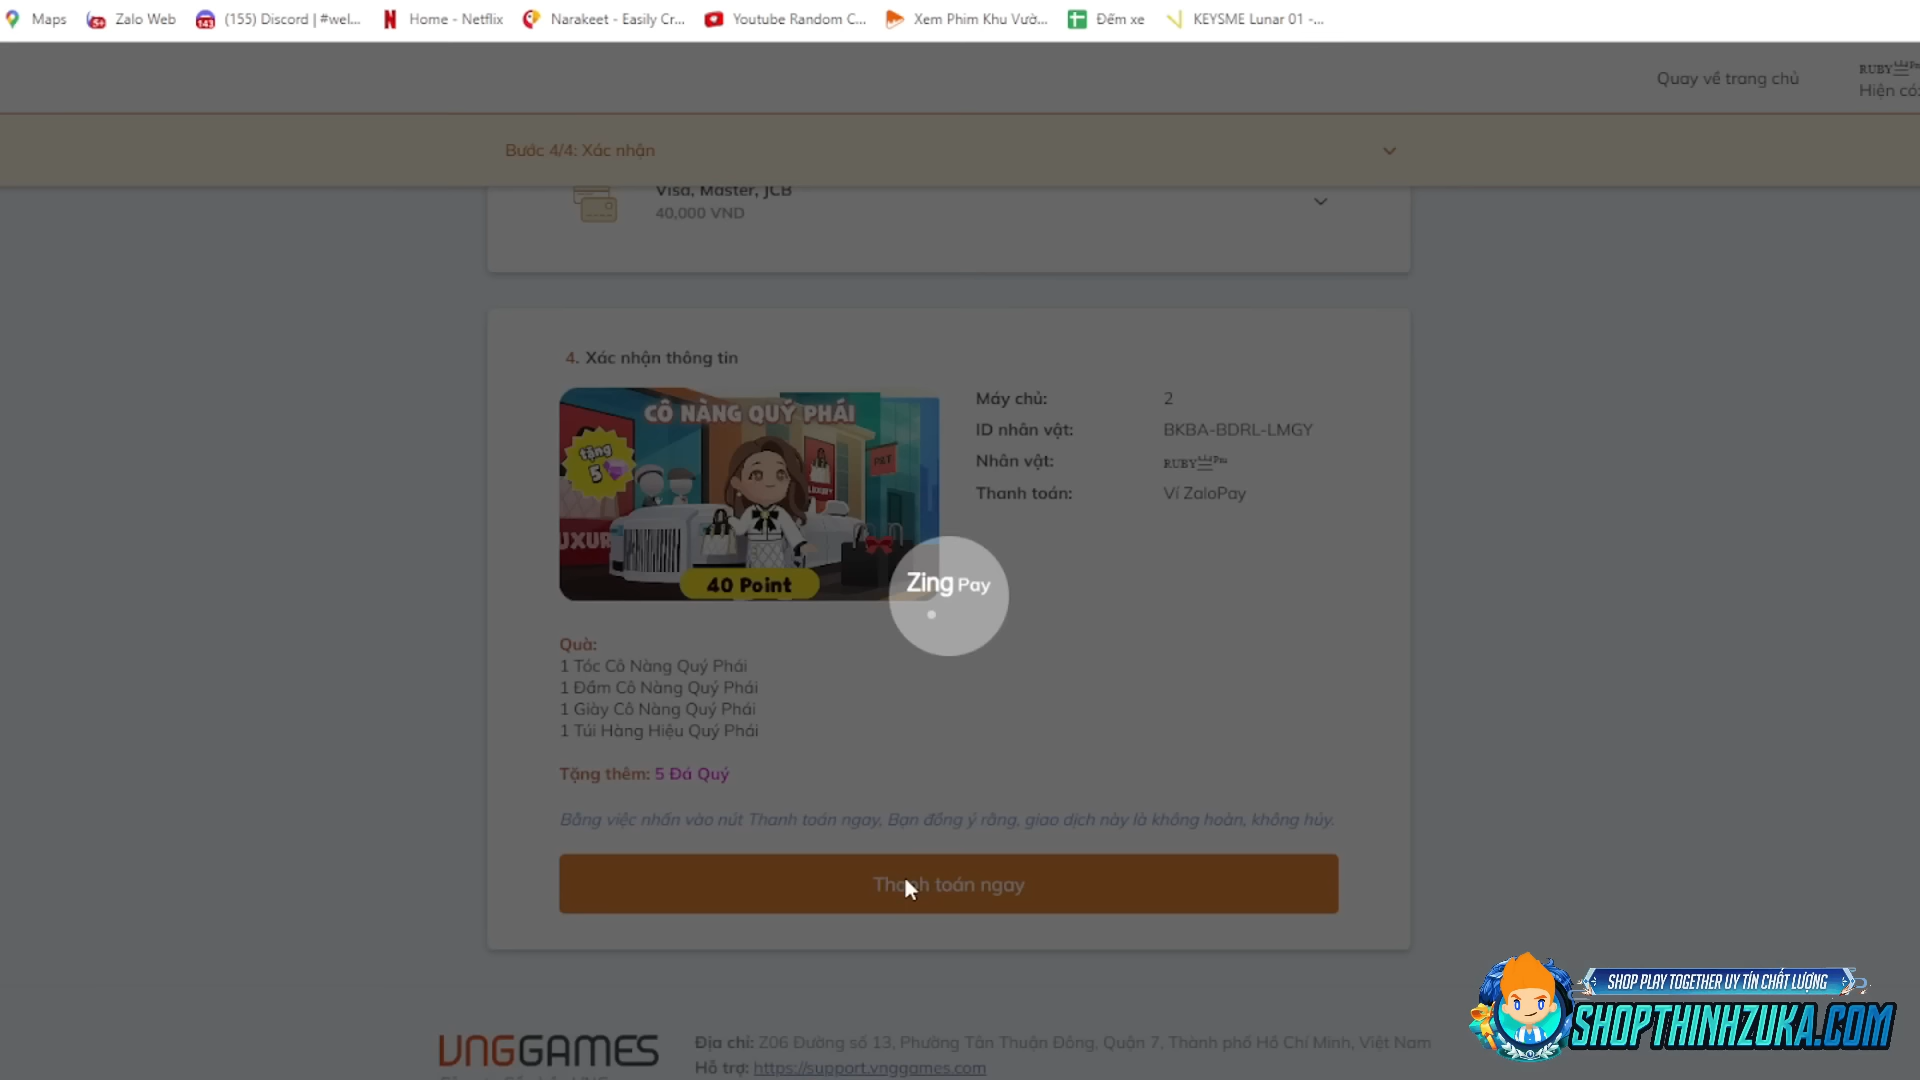 Maps
Zalo Web
(155) Discord | #wel...
Home - Netflix
Narakeet - Easily Cr...
Youtube Random C...
Xem Phim Khu Vườ...
Đếm xe
KEYSME Lunar 01 -...
Quay về trang chủ
RUBY
Hiện có:
Bước 4/4: Xác nhận
Visa, Master, JCB
40,000 VND
4. Xác nhận thông tin
CÔ NÀNG QUÝ PHÁI
tặng
5
LUXURY
PET
40 Point
Máy chủ: 2
ID nhân vật: BKBA-BDRL-LMGY
Nhân vật: RUBY
Thanh toán: Ví ZaloPay
Zing Pay
Quà:
1 Tóc Cô Nàng Quý Phái
1 Đầm Cô Nàng Quý Phái
1 Giày Cô Nàng Quý Phái
1 Túi Hàng Hiệu Quý Phái
Tặng thêm: 5 Đá Quý
Bằng việc nhấn vào nút Thanh toán ngay, Bạn đồng ý rằng, giao dịch này là không hoàn, không hủy.
Thanh toán ngay
SHOP PLAY TOGETHER UY TÍN CHẤT LƯỢNG
SHOPTHINHZUKA.COM
VNGGAMES
Địa chỉ: Z06 Đường số 13, Phường Tân Thuận Đông, Quận 7, Thành phố Hồ Chí Minh, Việt Nam
Hỗ trợ: https://support.vnggames.com